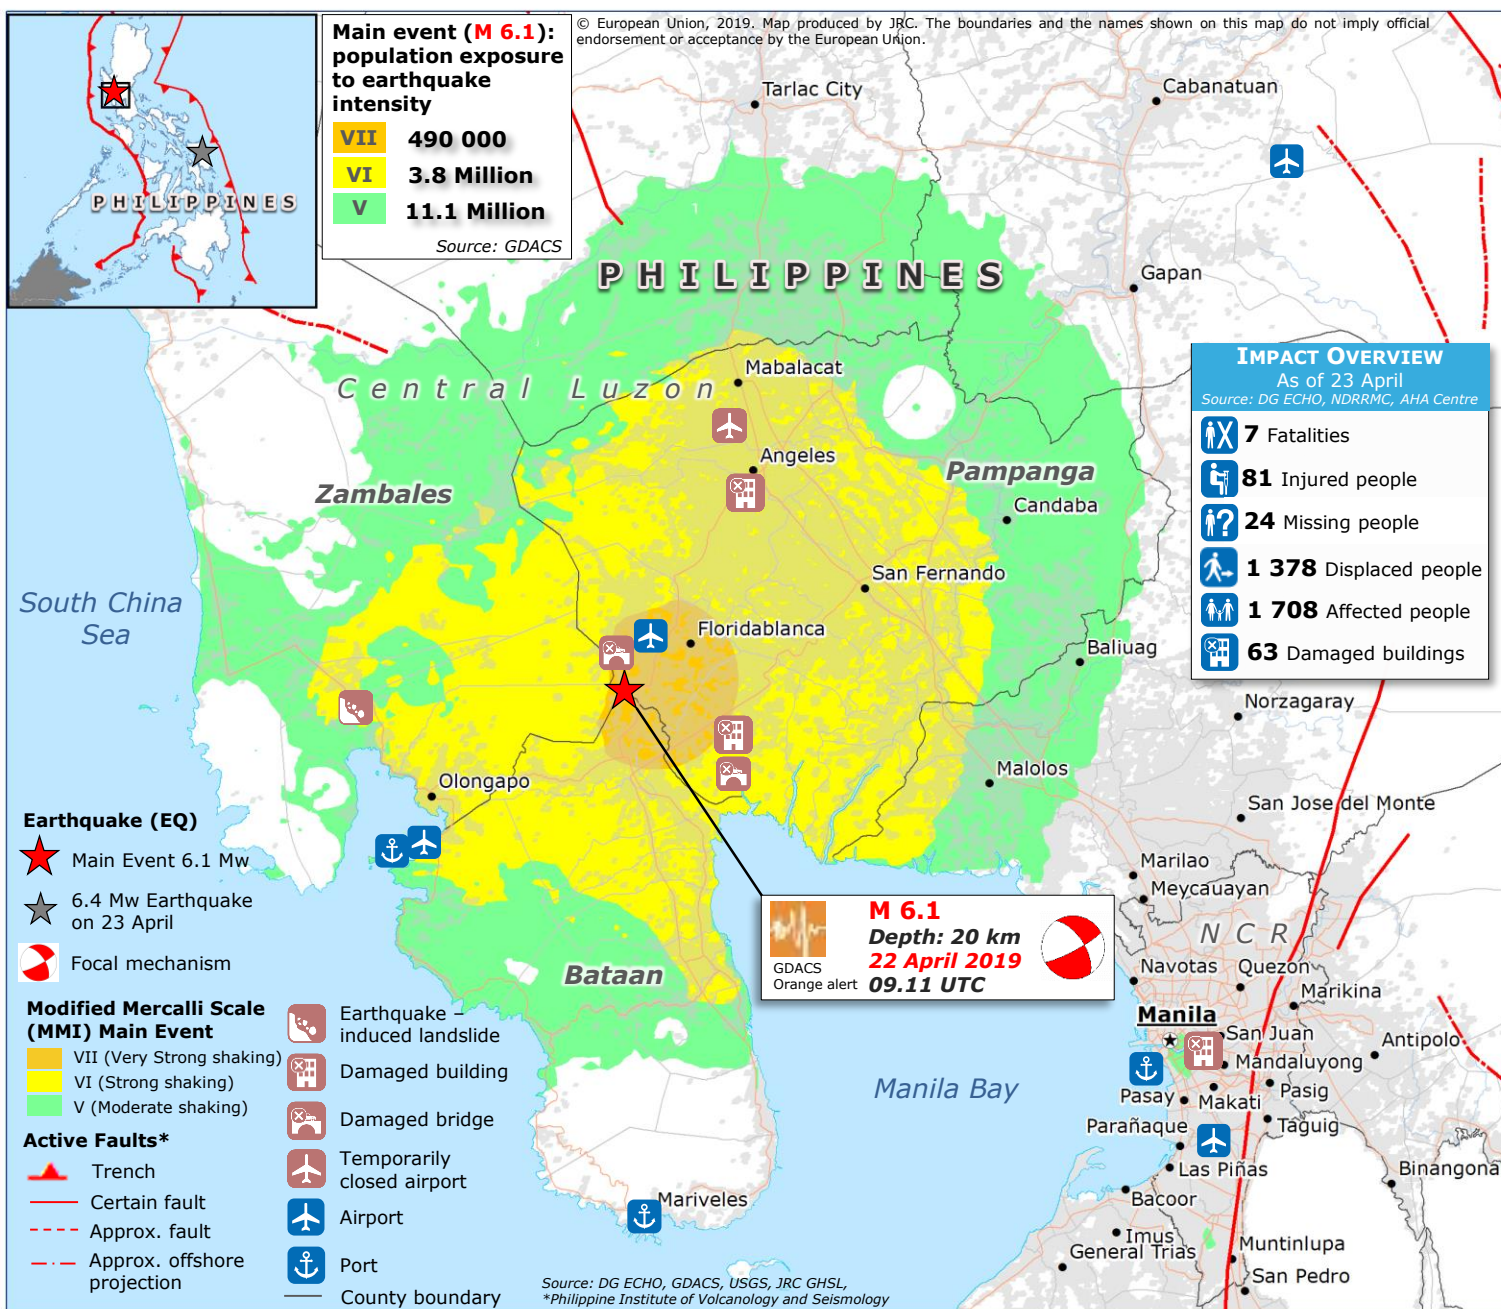 © European Union, 2019. Map produced by JRC. The boundaries and the names shown on this map do not imply official
endorsement or acceptance by the European Union.
PHILIPPINES
Main event (M 6.1):
population exposure
to earthquake
intensity
VII 490 000
VI 3.8 Million
V 11.1 Million
Source: GDACS
Tarlac City
Cabanatuan
Gapan
PHILIPPINES
Central Luzon
Mabalacat
Angeles
Zambales
Pampanga
Candaba
San Fernando
Floridablanca
Baliuag
South China
Sea
Olongapo
Malolos
Norzagaray
San Jose del Monte
Marilao
Meycauayan
NCR
Navotas
Quezon
Marikina
Manila
San Juan
Antipolo
Mandaluyong
Pasig
Pasay
Makati
Parañaque
Taguig
Las Piñas
Binangona
Bacoor
Imus
General Trias
Muntinlupa
San Pedro
Bataan
Manila Bay
Mariveles
IMPACT OVERVIEW
As of 23 April
Source: DG ECHO, NDRRMC, AHA Centre
7 Fatalities
81 Injured people
24 Missing people
1 378 Displaced people
1 708 Affected people
63 Damaged buildings
GDACS
Orange alert
M 6.1
Depth: 20 km
22 April 2019
09.11 UTC
Earthquake (EQ)
Main Event 6.1 Mw
6.4 Mw Earthquake
on 23 April
Focal mechanism
Modified Mercalli Scale
(MMI) Main Event
VII (Very Strong shaking)
VI (Strong shaking)
V (Moderate shaking)
Active Faults*
Trench
Certain fault
Approx. fault
Approx. offshore
projection
Earthquake –
induced landslide
Damaged building
Damaged bridge
Temporarily
closed airport
Airport
Port
County boundary
Source: DG ECHO, GDACS, USGS, JRC GHSL,
*Philippine Institute of Volcanology and Seismology